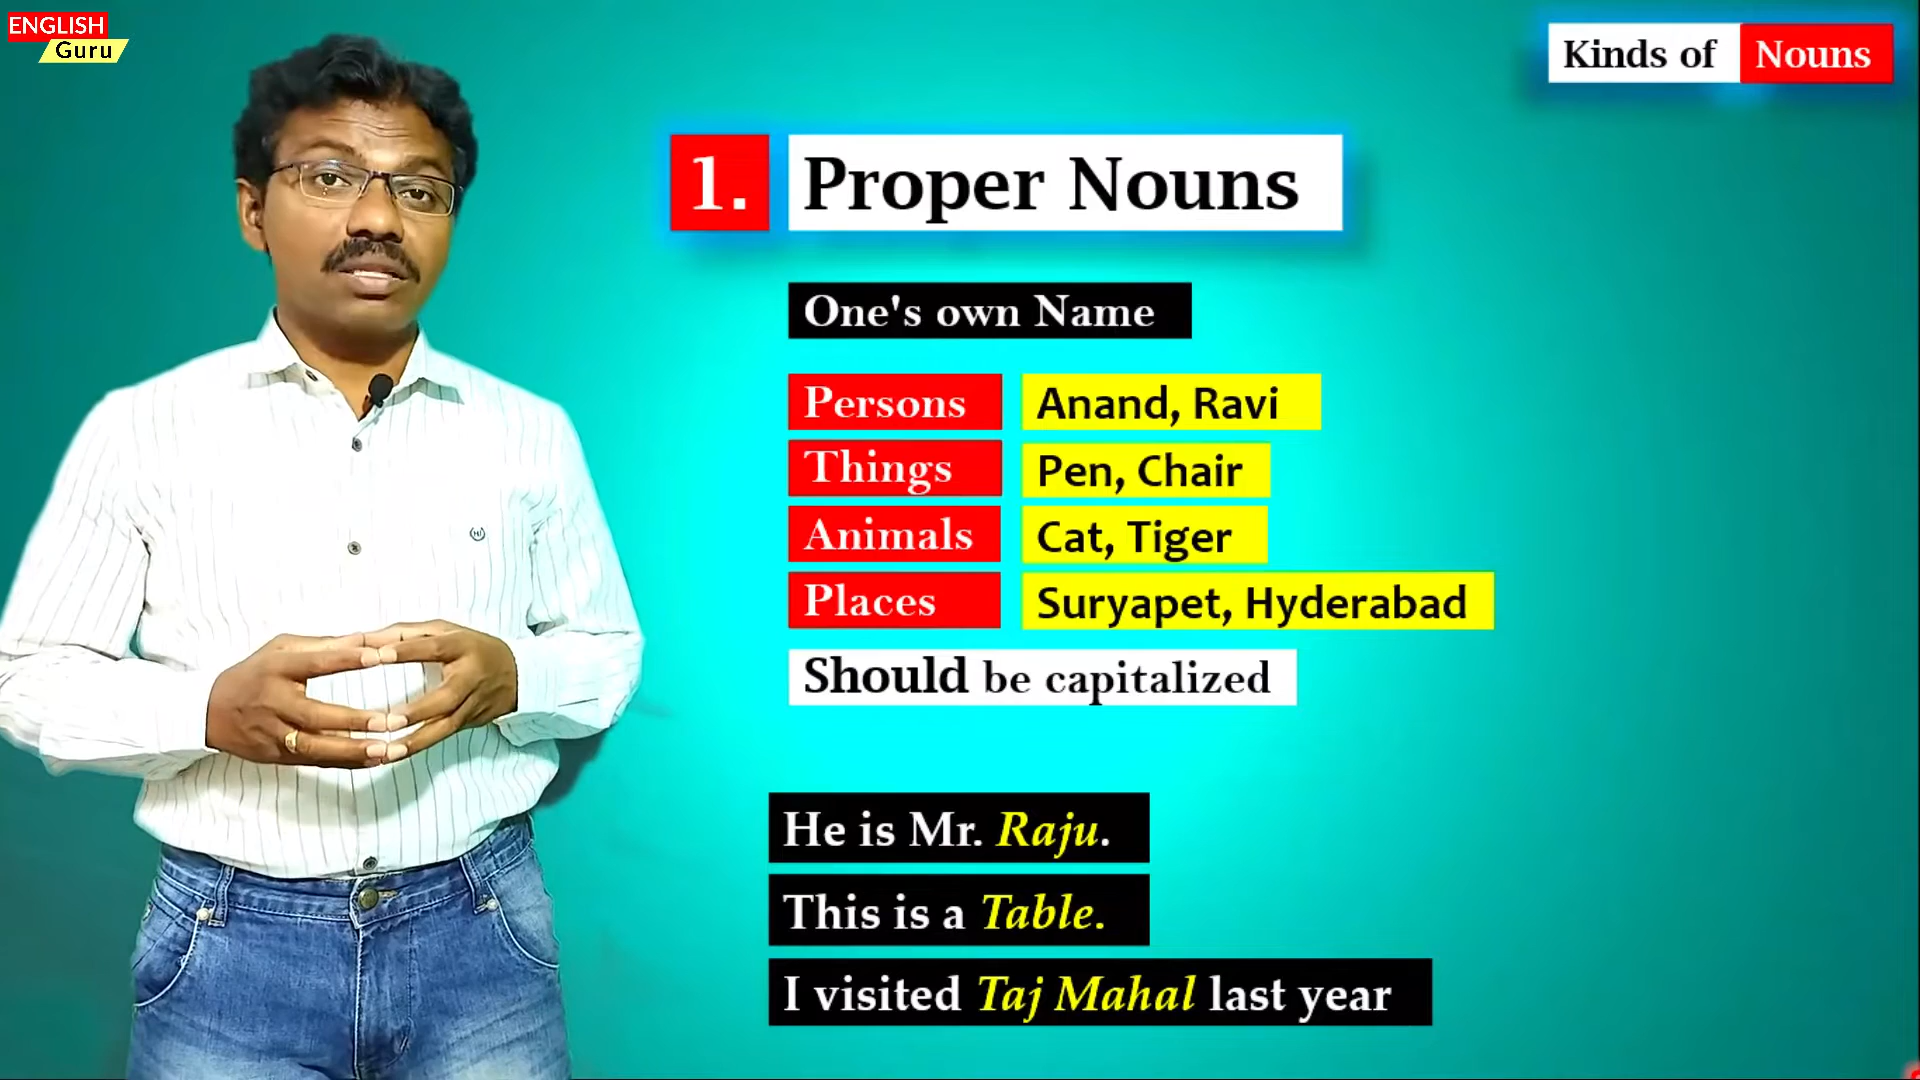 ENGLISH
Guru
Kinds of Nouns
1. Proper Nouns
One's own Name
Persons Anand, Ravi
Things Pen, Chair
Animals Cat, Tiger
Places Suryapet, Hyderabad
Should be capitalized
He is Mr. Raju.
This is a Table.
I visited Taj Mahal last year